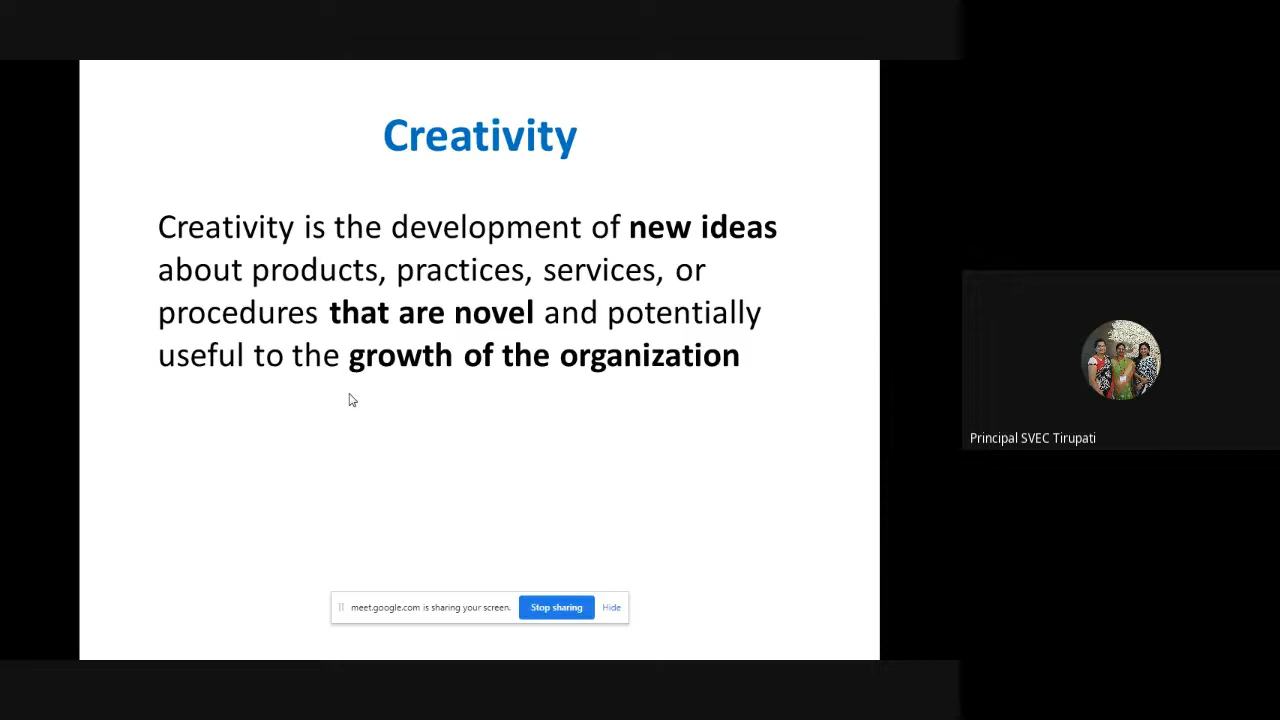 Creativity
Creativity is the development of new ideas
about products, practices, services, or
procedures that are novel and potentially
useful to the growth of the organization
Principal SVEC Tirupati
meet.google.com is sharing your screen.
Stop sharing
Hide